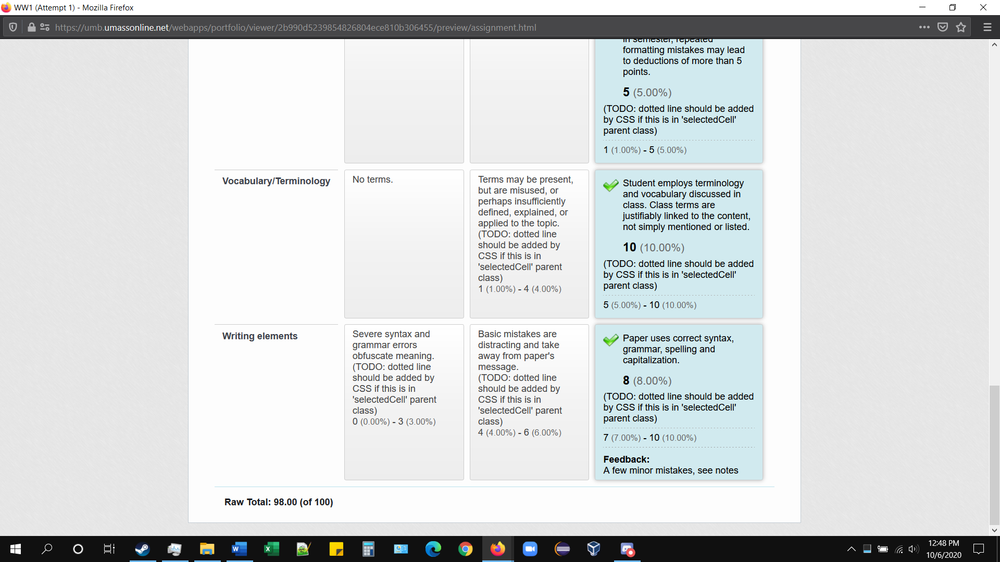 WW1 (Attempt 1) - Mozilla Firefox
https://umb.umassonline.net/webapps/portfolio/viewer/2b990d5239854826804ece810b306455/preview/assignment.html
in semester, repeated
formatting mistakes may lead
to deductions of more than 5
points.
5 (5.00%)
(TODO: dotted line should be added
by CSS if this is in 'selectedCell'
parent class)
1 (1.00%) - 5 (5.00%)
Vocabulary/Terminology
No terms.
Terms may be present,
but are misused, or
perhaps insufficiently
defined, explained, or
applied to the topic.
(TODO: dotted line
should be added by
CSS if this is in
'selectedCell' parent
class)
1 (1.00%) - 4 (4.00%)
Student employs terminology
and vocabulary discussed in
class. Class terms are
justifiably linked to the content,
not simply mentioned or listed.
10 (10.00%)
(TODO: dotted line should be added
by CSS if this is in 'selectedCell'
parent class)
5 (5.00%) - 10 (10.00%)
Writing elements
Severe syntax and
grammar errors
obfuscate meaning.
(TODO: dotted line
should be added by
CSS if this is in
'selectedCell' parent
class)
0 (0.00%) - 3 (3.00%)
Basic mistakes are
distracting and take
away from paper's
message.
(TODO: dotted line
should be added by
CSS if this is in
'selectedCell' parent
class)
4 (4.00%) - 6 (6.00%)
Paper uses correct syntax,
grammar, spelling and
capitalization.
8 (8.00%)
(TODO: dotted line should be added
by CSS if this is in 'selectedCell'
parent class)
7 (7.00%) - 10 (10.00%)
Feedback:
A few minor mistakes, see notes
Raw Total: 98.00 (of 100)
12:48 PM
10/6/2020